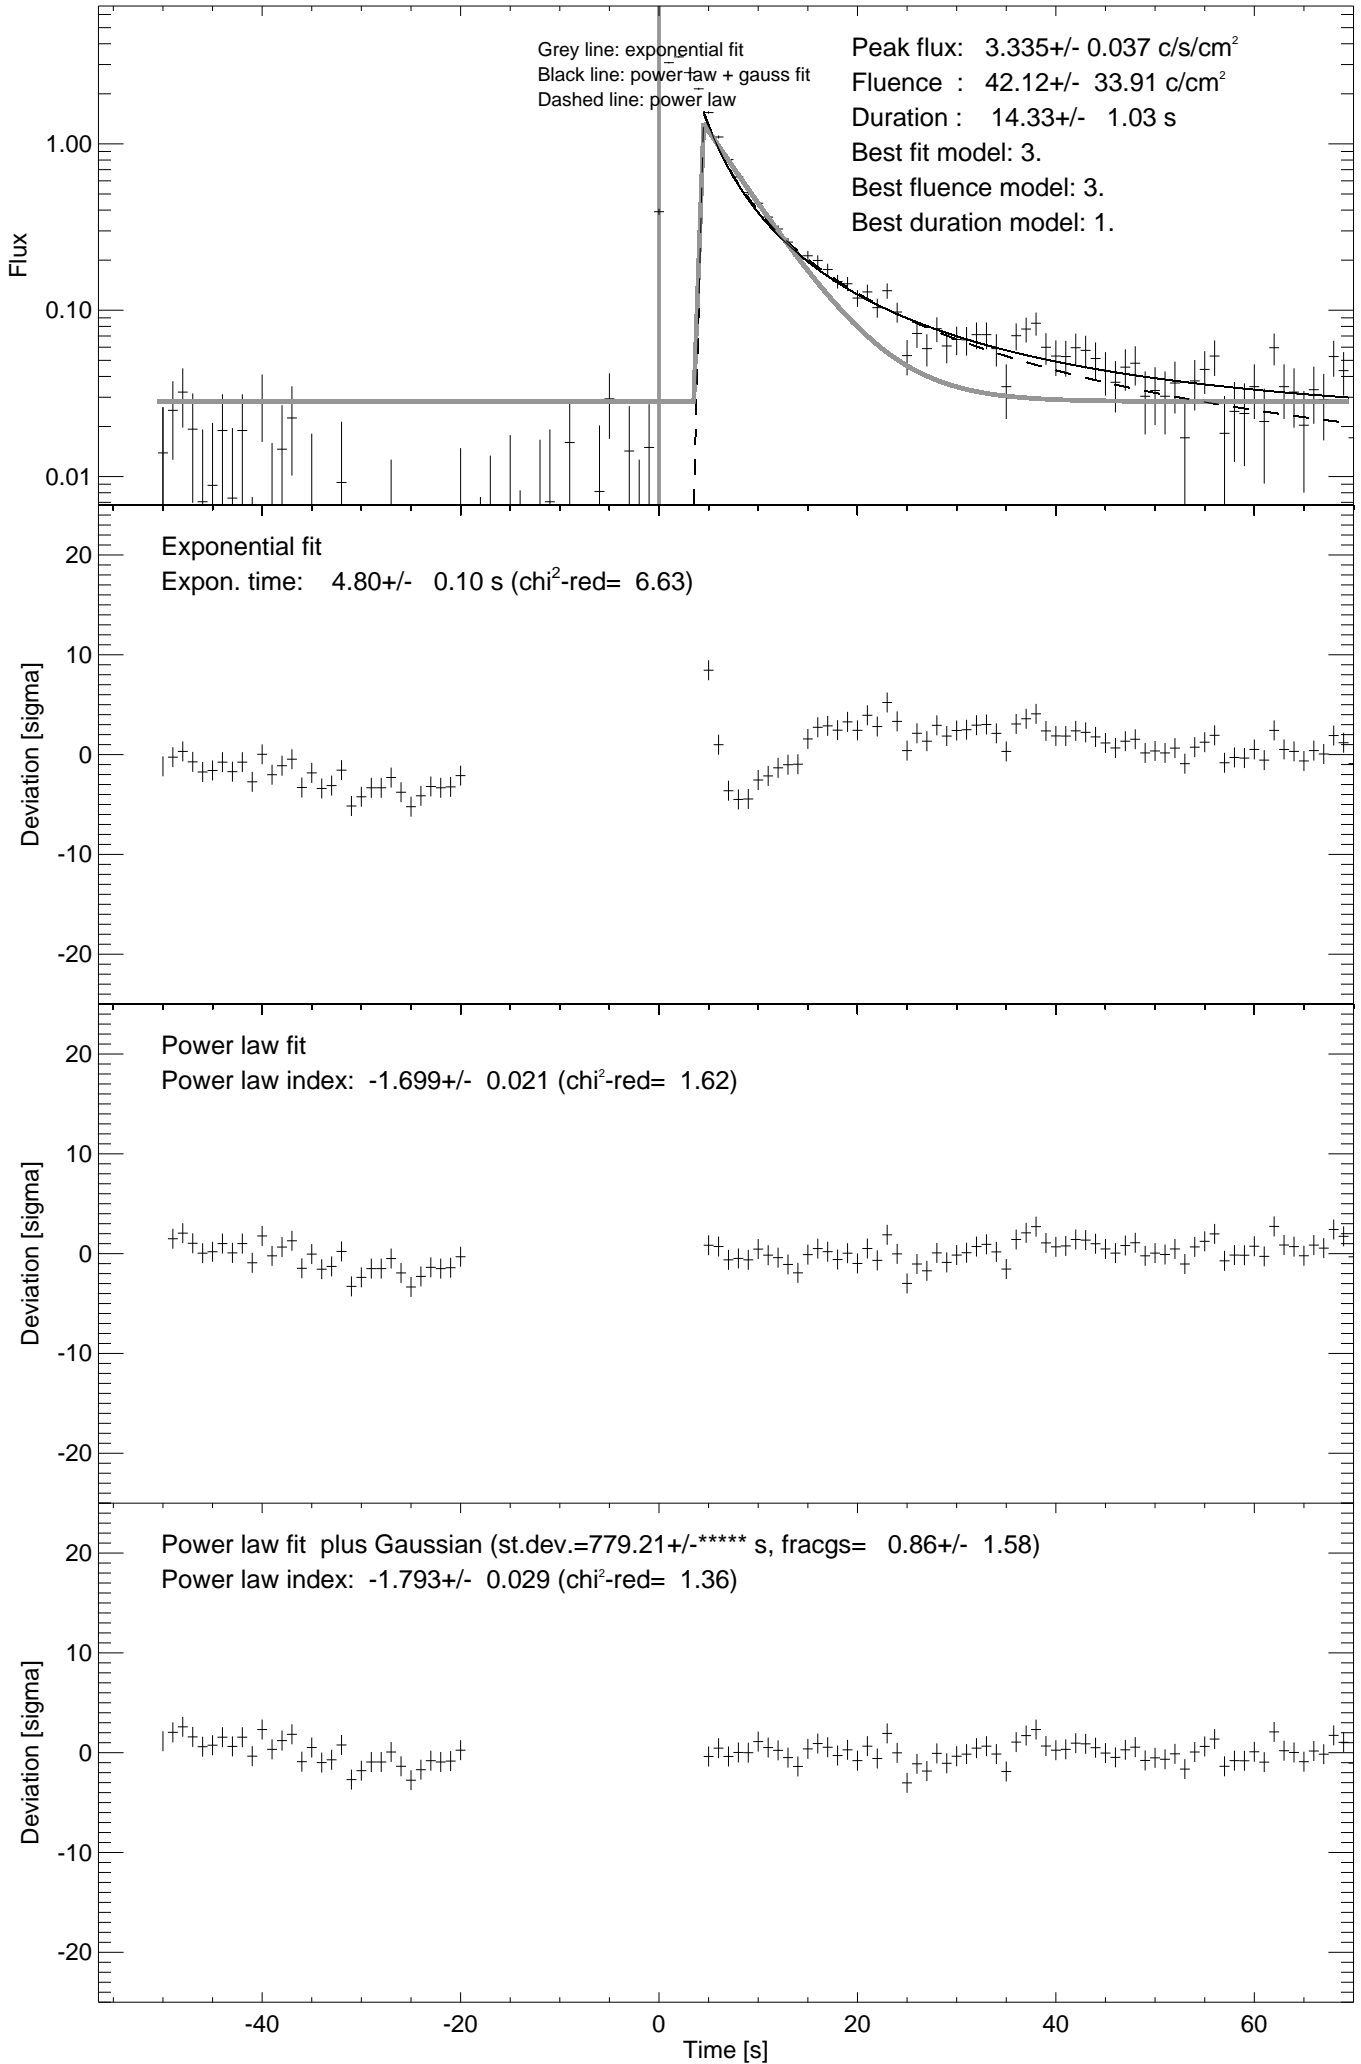 Grey line: exponential fit
Black line: power law + gauss fit
Dashed line: power law
Peak flux: 3.335+/- 0.037 c/s/cm²
Fluence : 42.12+/- 33.91 c/cm²
Duration : 14.33+/- 1.03 s
Best fit model: 3.
Best fluence model: 3.
Best duration model: 1.
Flux
1.00
0.10
0.01
Exponential fit
Expon. time: 4.80+/- 0.10 s (chi²-red= 6.63)
Deviation [sigma]
20
10
0
-10
-20
Power law fit
Power law index: -1.699+/- 0.021 (chi²-red= 1.62)
Deviation [sigma]
20
10
0
-10
-20
Power law fit plus Gaussian (st.dev.=779.21+/-***** s, fracgs= 0.86+/- 1.58)
Power law index: -1.793+/- 0.029 (chi²-red= 1.36)
Deviation [sigma]
20
10
0
-10
-20
-40 -20 0 20 40 60
Time [s]